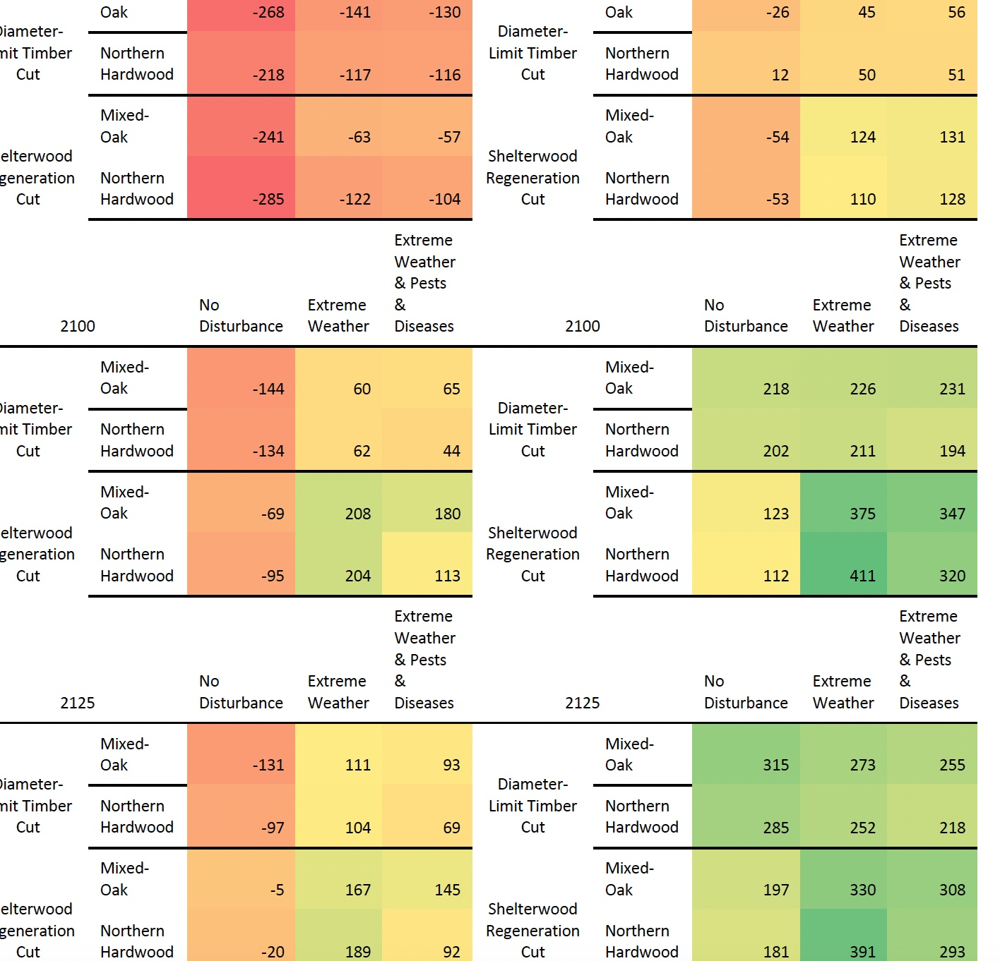 Oak -268 -141 -130 Oak -26 45 56
Diameter- Diameter-
mit Timber Northern Limit Timber Northern
Cut Hardwood -218 -117 -116 Cut Hardwood 12 50 51
Mixed- Mixed-
Oak -241 -63 -57 Oak -54 124 131
elterwood Shelterwood
generation Northern Regeneration Northern
Cut Hardwood -285 -122 -104 Cut Hardwood -53 110 128
Extreme Extreme
Weather Weather
& Pests & Pests
No Extreme & No Extreme &
2100 Disturbance Weather Diseases 2100 Disturbance Weather Diseases
Mixed- Mixed-
Oak -144 60 65 Oak 218 226 231
Diameter- Diameter-
mit Timber Northern Limit Timber Northern
Cut Hardwood -134 62 44 Cut Hardwood 202 211 194
Mixed- Mixed-
Oak -69 208 180 Oak 123 375 347
elterwood Shelterwood
generation Northern Regeneration Northern
Cut Hardwood -95 204 113 Cut Hardwood 112 411 320
Extreme Extreme
Weather Weather
& Pests & Pests
No Extreme & No Extreme &
2125 Disturbance Weather Diseases 2125 Disturbance Weather Diseases
Mixed- Mixed-
Oak -131 111 93 Oak 315 273 255
Diameter- Diameter-
mit Timber Northern Limit Timber Northern
Cut Hardwood -97 104 69 Cut Hardwood 285 252 218
Mixed- Mixed-
Oak -5 167 145 Oak 197 330 308
elterwood Shelterwood
generation Northern Regeneration Northern
Cut Hardwood -20 189 92 Cut Hardwood 181 391 293